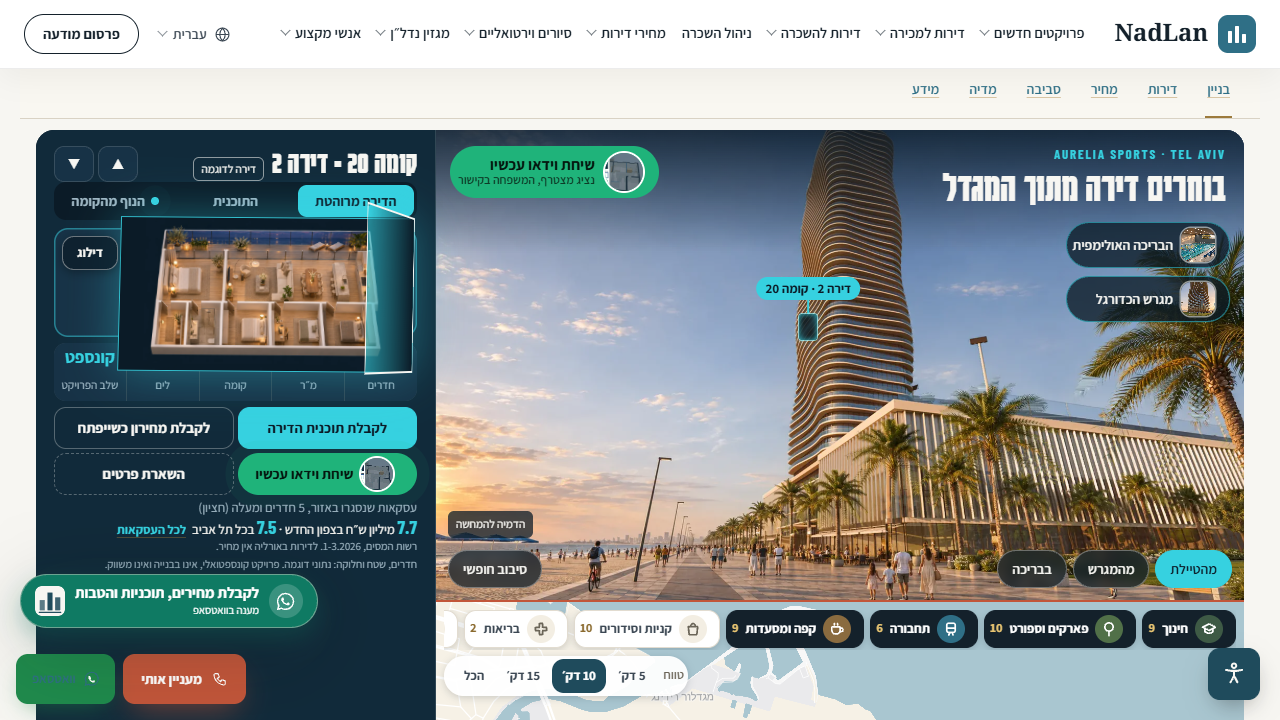 NadLan
פרויקטים חדשים
דירות למכירה
דירות להשכרה
ניהול השכרה
מחירי דירות
סיורים וירטואליים
מגזין נדל״ן
אנשי מקצוע
עברית
פרסום מודעה
בניין
דירות
מחיר
סביבה
מדיה
מידע
AURELIA SPORTS · TEL AVIV
בוחרים דירה מתוך המגדל
הבריכה האולימפית
מגרש הכדורגל
שיחת וידאו עכשיו
נציג מצטרף, המשפחה בקישור
דירה 2 · קומה 20
הדמיה להמחשה
סיבוב חופשי
מהטיילת
מהמגרש
בבריכה
קומה 20 · דירה 2
דירה לדוגמה
▲
▼
הדירה מרוהטת
התוכנית
הנוף מהקומה
דילוג
קונספט
חדרים
מ״ר
קומה
לים
שלב הפרויקט
לקבלת תוכנית הדירה
לקבלת מחירון כשייפתח
שיחת וידאו עכשיו
השארת פרטים
עסקאות שנסגרו באזור, 5 חדרים ומעלה (חציון)
7.7 מיליון ש״ח בצפון החדש · 7.5 בכל תל אביב לכל העסקאות
רשות המסים, 1-3.2026. לדירות באורליה אין מחיר.
חדרים, שטח וחלוקה: נתוני דוגמה. פרויקט קונספטואלי, אינו בבנייה ואינו משווק.
לקבלת מחירים, תוכניות והטבות
מענה בוואטסאפ
מעניין אותי
חינוך 9
פארקים וספורט 10
תחבורה 6
קפה ומסעדות 9
קניות וסידורים 10
בריאות 2
טווח
5 דק׳
10 דק׳
15 דק׳
הכל